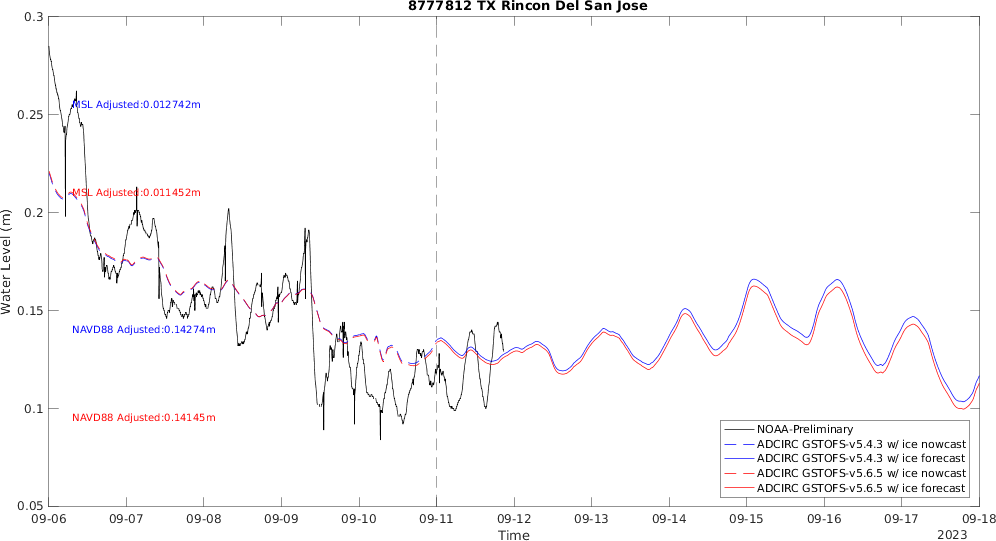 8777812 TX Rincon Del San Jose
0.3
0.25
0.2
0.15
0.1
0.05
Water Level (m)
MSL Adjusted:0.012742m
MSL Adjusted:0.011452m
NAVD88 Adjusted:0.14274m
NAVD88 Adjusted:0.14145m
NOAA-Preliminary
ADCIRC GSTOFS-v5.4.3 w/ ice nowcast
ADCIRC GSTOFS-v5.4.3 w/ ice forecast
ADCIRC GSTOFS-v5.6.5 w/ ice nowcast
ADCIRC GSTOFS-v5.6.5 w/ ice forecast
09-06 09-07 09-08 09-09 09-10 09-11 09-12 09-13 09-14 09-15 09-16 09-17 09-18
Time
2023